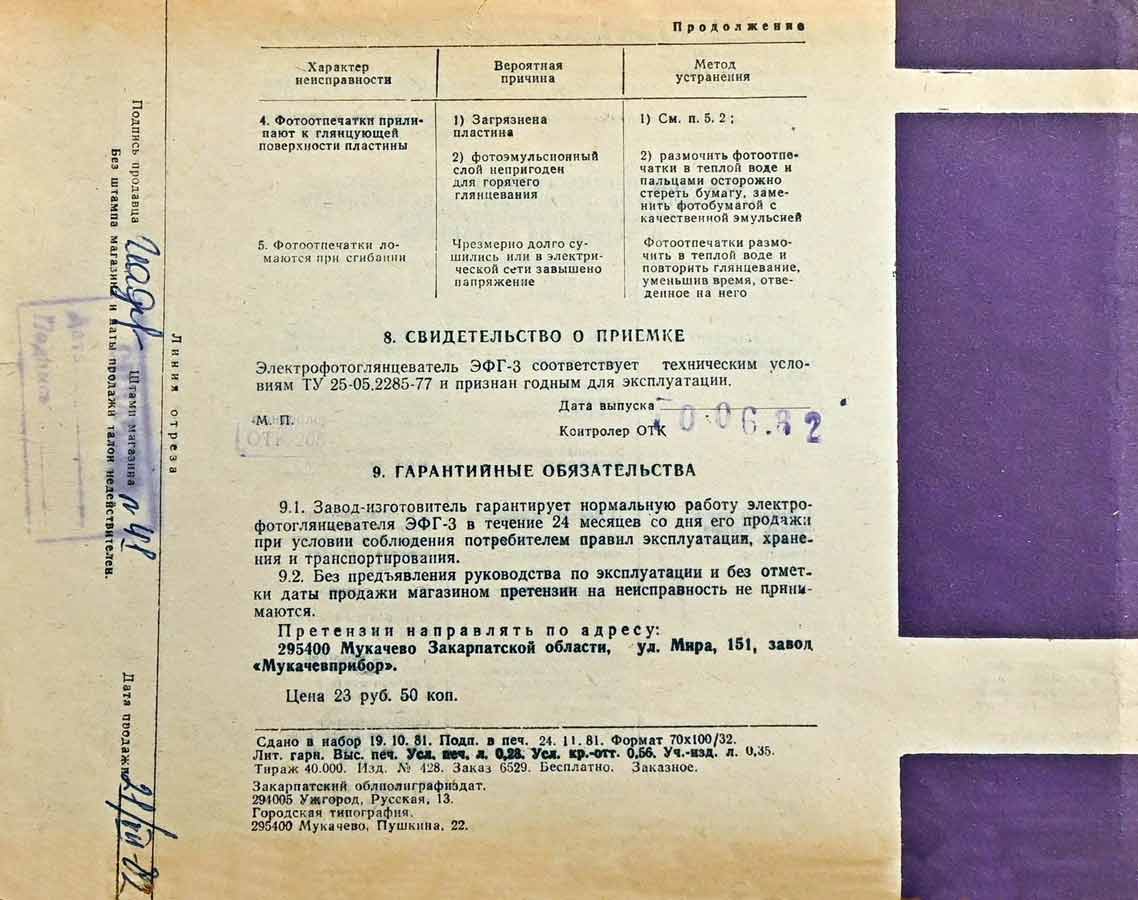 Продолжение
Характер
неисправности
Вероятная
причина
Метод
устранения
4. Фотоотпечатки прили-
пают к глянцующей
поверхности пластины
1) Загрязнена
пластина
1) См. п. 5. 2 ;
2) фотоэмульсионный
слой непригоден
для горячего
глянцевания
2) размочить фотоотпе-
чатки в теплой воде и
пальцами осторожно
стереть бумагу, заме-
нить фотобумагой с
качественной эмульсией
5. Фотоотпечатки ло-
маются при сгибании
Чрезмерно долго су-
шились или в электри-
ческой сети завышено
напряжение
Фотоотпечатки размо-
чить в теплой воде и
повторить глянцевание,
уменьшив время, отве-
денное на него
8. СВИДЕТЕЛЬСТВО О ПРИЕМКЕ
Электрофотоглянцеватель ЭФГ-3 соответствует техническим усло-
виям ТУ 25-05.2285-77 и признан годным для эксплуатации.
Дата выпуска
М. П.
ОТК
Контролер ОТК
9. ГАРАНТИЙНЫЕ ОБЯЗАТЕЛЬСТВА
9.1. Завод-изготовитель гарантирует нормальную работу электро-
фотоглянцевателя ЭФГ-3 в течение 24 месяцев со дня его продажи
при условии соблюдения потребителем правил эксплуатации, хране-
ния и транспортирования.
9.2. Без предъявления руководства по эксплуатации и без отмет-
ки даты продажи магазином претензии на неисправность не прини-
маются.
Претензии направлять по адресу:
295400 Мукачево Закарпатской области, ул. Мира, 151, завод
«Мукачевприбор».
Цена 23 руб. 50 коп.
Сдано в набор 19. 10. 81. Подп. в печ. 24. 11. 81. Формат 70х100/32.
Лит. гарн. Выс. печ. Усл. печ. л. 0,28. Усл. кр.-отт. 0,56. Уч.-изд. л. 0,35.
Тираж 40.000. Изд. № 428. Заказ 6529. Бесплатно. Заказное.
Закарпатский облполиграфиздат.
294005 Ужгород, Русская, 13.
Городская типография.
295400 Мукачево, Пушкина, 22.
Линия отреза
Подпись продавца Штамп магазина Дата продажи
Без штампа магазина и даты продажи талон недействителен.